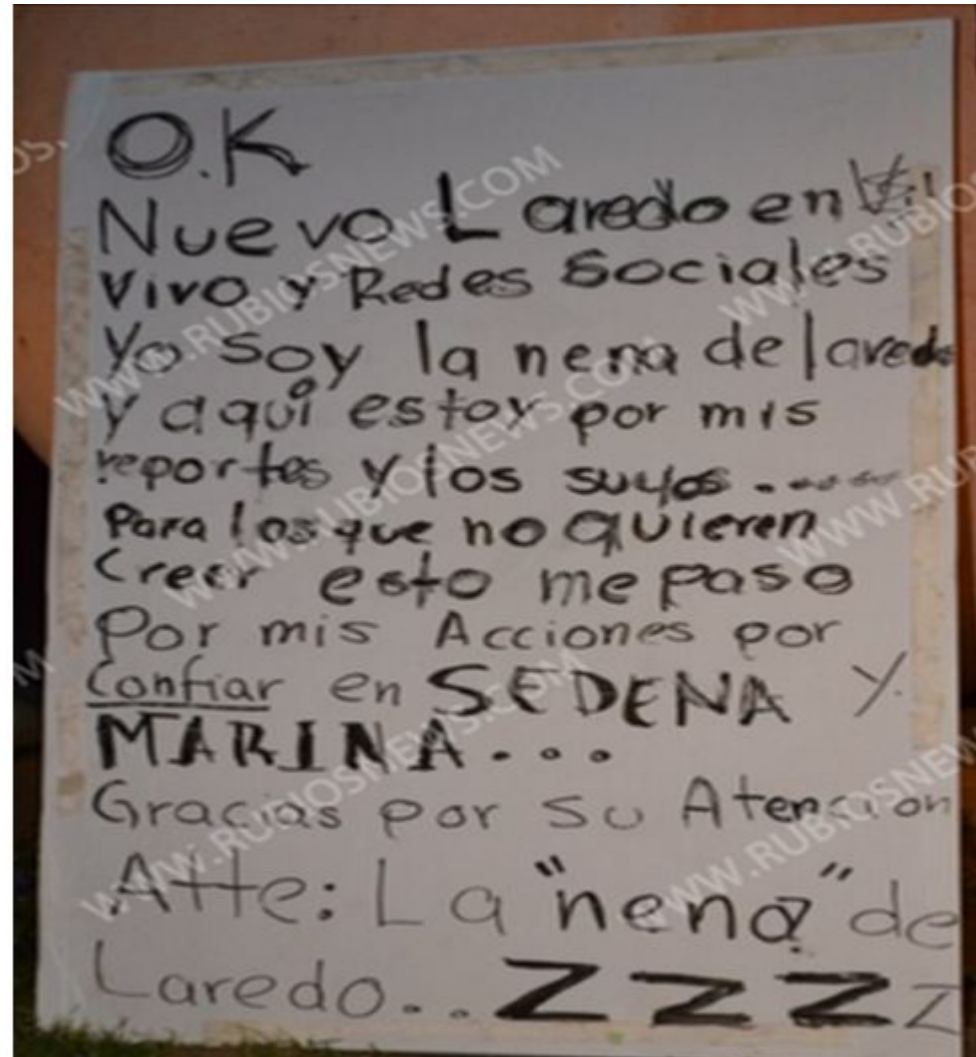 O.K
Nuevo Laredo en
Vivo y Redes Sociales
Yo soy la nena de laredo
y aquí estoy por mis
reportes y los suyos.....
Para los que no quieren
Creer esto me paso
Por mis Acciones por
Confiar en SEDENA y
MARINA...
Gracias por su Atencion
Atte: La "nena" de
Laredo.. ZZZZ
WWW.RUBIOSNEWS.COM